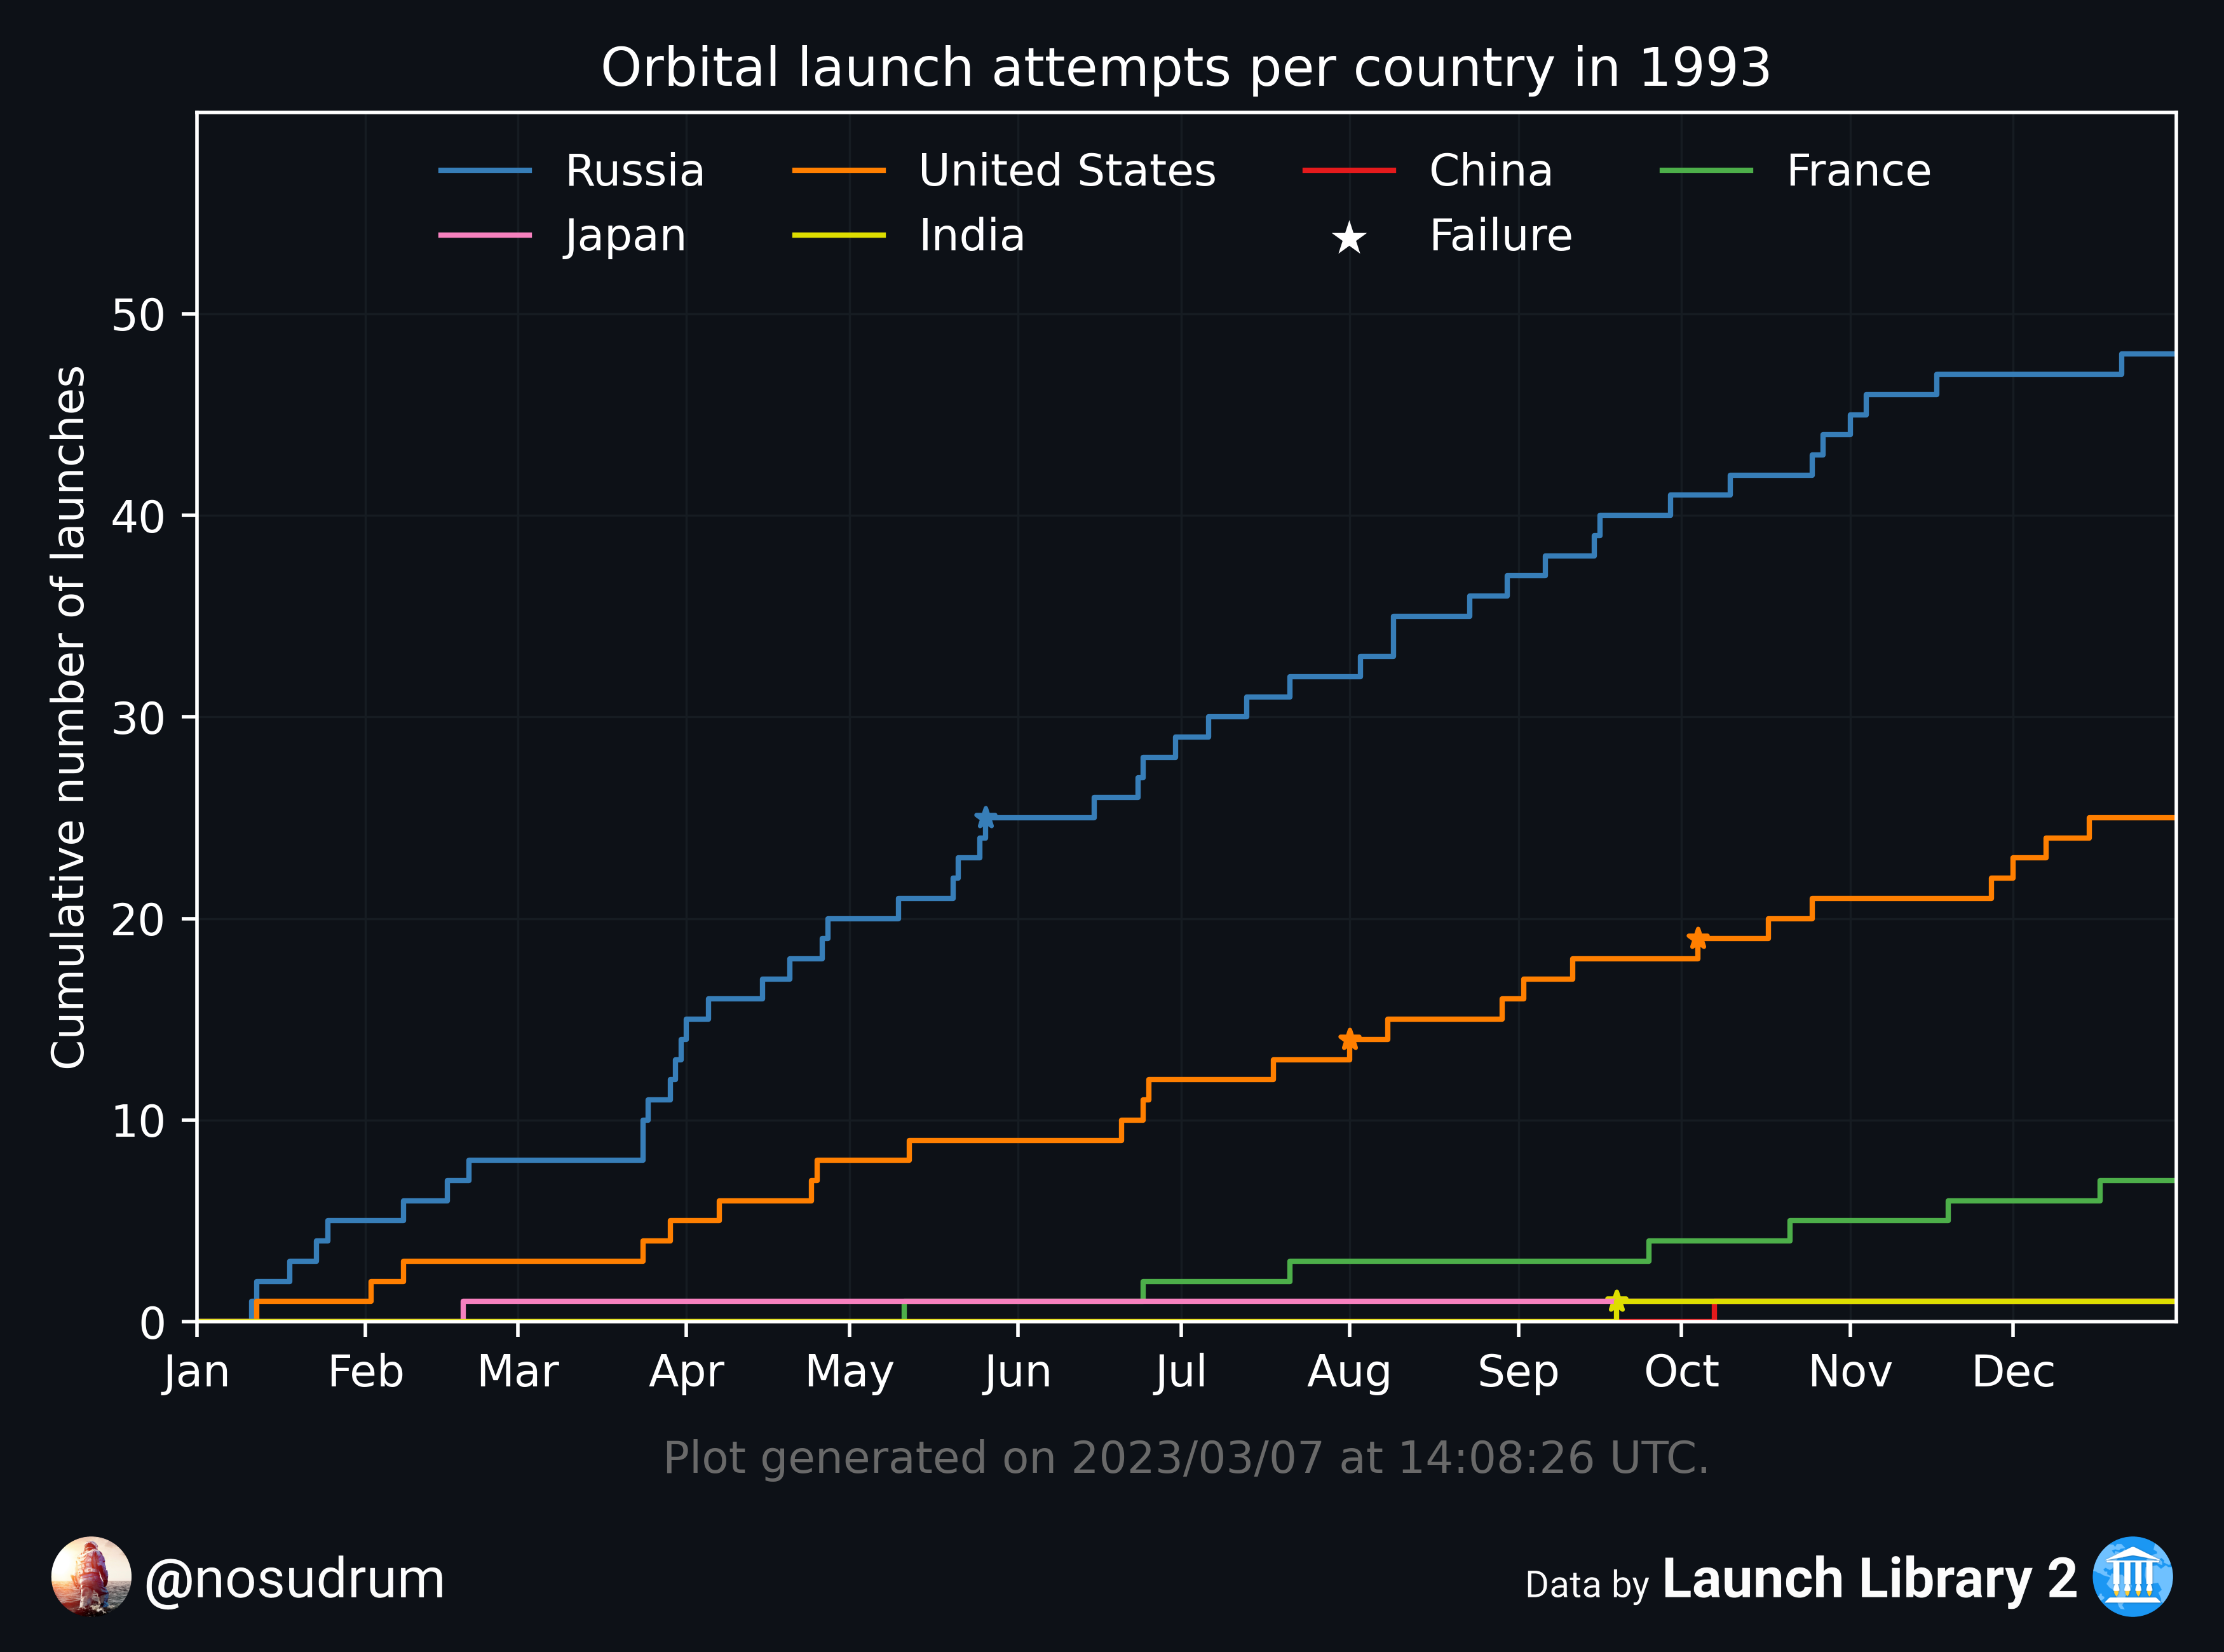 Orbital launch attempts per country in 1993
Russia United States China France
Japan India Failure
Cumulative number of launches
50
40
30
20
10
0
Jan Feb Mar Apr May Jun Jul Aug Sep Oct Nov Dec
Plot generated on 2023/03/07 at 14:08:26 UTC.
@nosudrum
Data by Launch Library 2